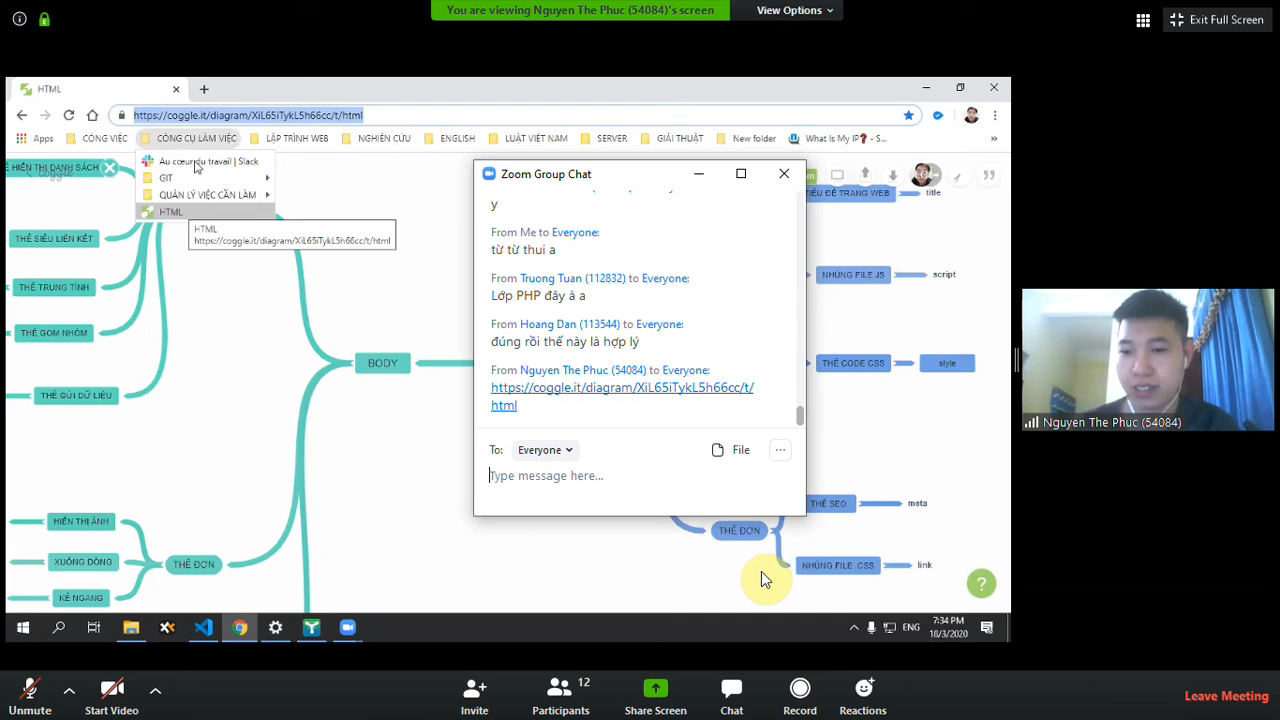 You are viewing Nguyen The Phuc (54084)'s screen
View Options
Exit Full Screen
HTML
https://coggle.it/diagram/XiL65iTykL5h66cc/t/html
Apps
CÔNG VIỆC
CÔNG CỤ LÀM VIỆC
LẬP TRÌNH WEB
NGHIÊN CỨU
ENGLISH
LUẬT VIỆT NAM
SERVER
GIẢI THUẬT
New folder
What Is My IP? - S...
»
HIỂN THỊ DANH SÁCH
Au cœur du travail | Slack
GIT
QUẢN LÝ VIỆC CẦN LÀM
HTML
HTML
https://coggle.it/diagram/XiL65iTykL5h66cc/t/html
THẺ SIÊU LIÊN KẾT
THẺ TRUNG TÍNH
THẺ GOM NHÓM
THẺ GỬI DỮ LIỆU
BODY
HIỂN THỊ ẢNH
XUỐNG DÒNG
KẺ NGANG
THẺ ĐƠN
Zoom Group Chat
y
From Me to Everyone:
từ từ thui a
From Truong Tuan (112832) to Everyone:
Lớp PHP đây à a
From Hoang Dan (113544) to Everyone:
đúng rồi thế này là hợp lý
From Nguyen The Phuc (54084) to Everyone:
https://coggle.it/diagram/XiL65iTykL5h66cc/t/
html
To: Everyone
File
Type message here...
TIÊU ĐỀ TRANG WEB
title
NHÚNG FILE JS
script
THẺ CODE CSS
style
THẺ SEO
meta
THẺ ĐƠN
NHÚNG FILE .CSS
link
?
Nguyen The Phuc (54084)
ENG
7:34 PM
18/3/2020
Unmute
Start Video
Invite
12
Participants
Share Screen
Chat
Record
Reactions
Leave Meeting